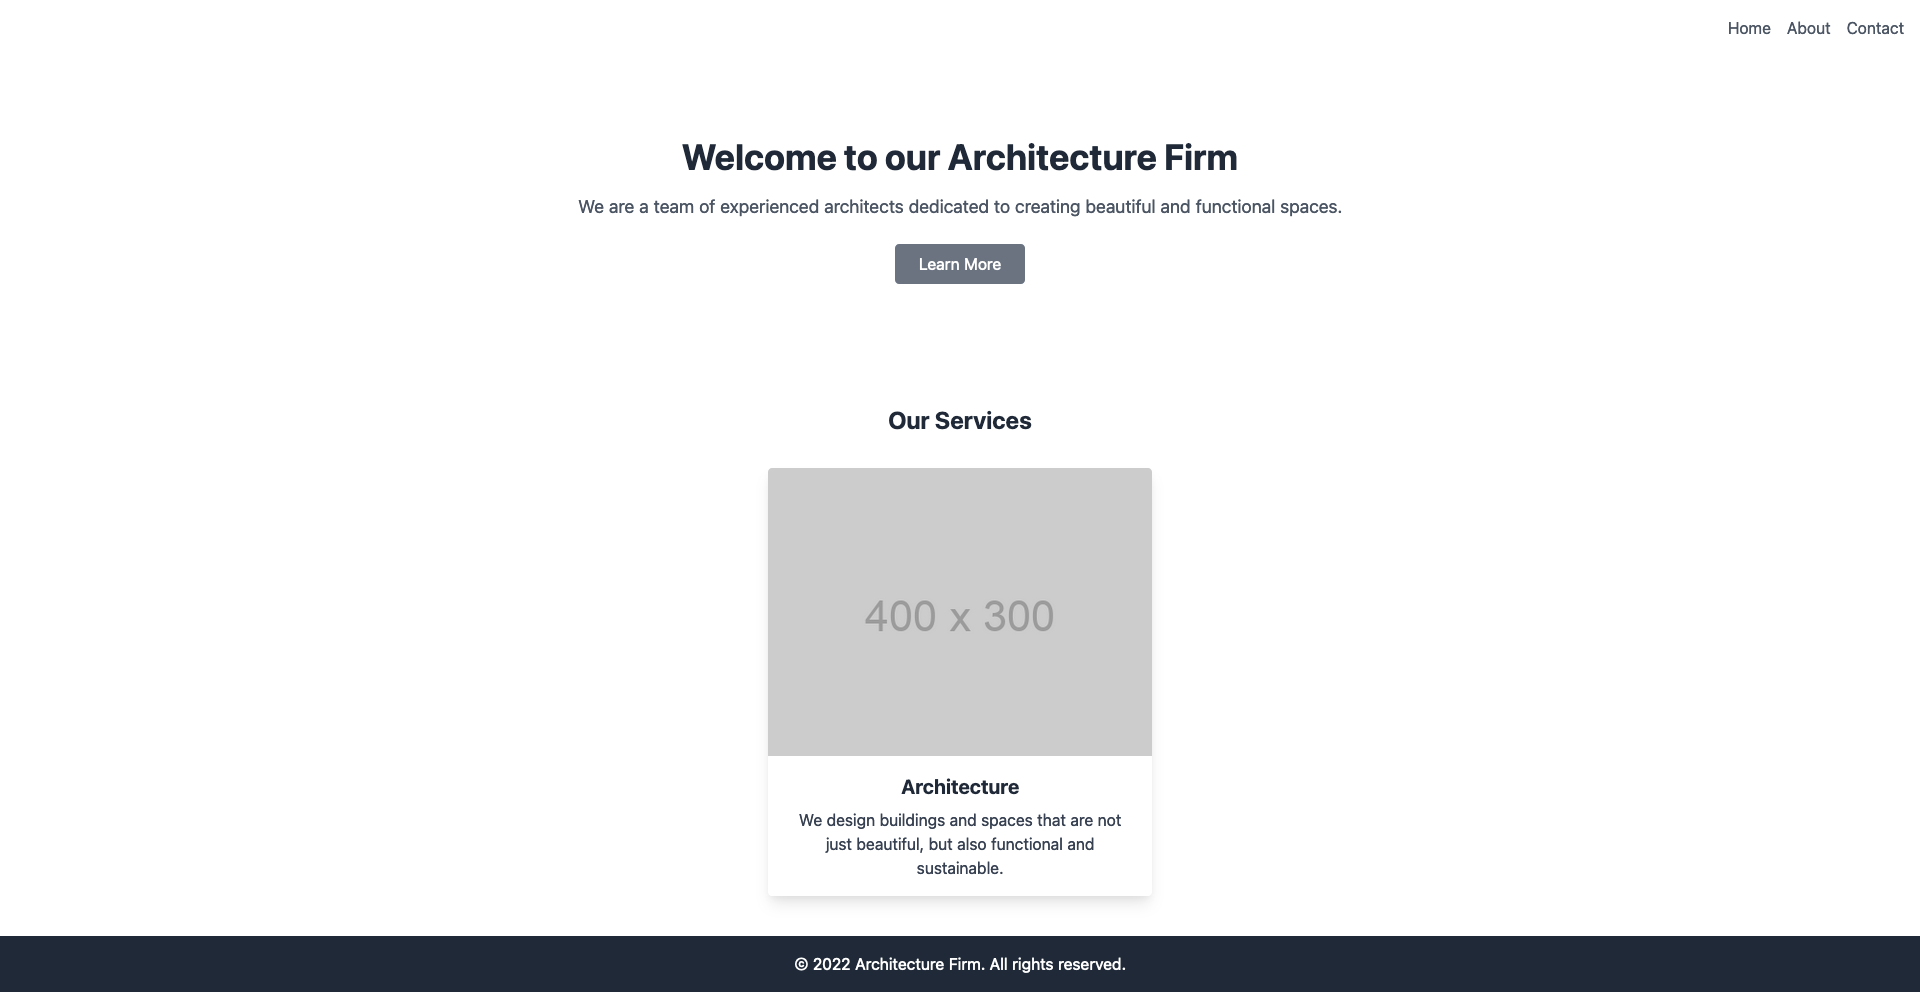 Home About Contact
Welcome to our Architecture Firm
We are a team of experienced architects dedicated to creating beautiful and functional spaces.
Learn More
Our Services
400 x 300
Architecture
We design buildings and spaces that are not
just beautiful, but also functional and
sustainable.
© 2022 Architecture Firm. All rights reserved.